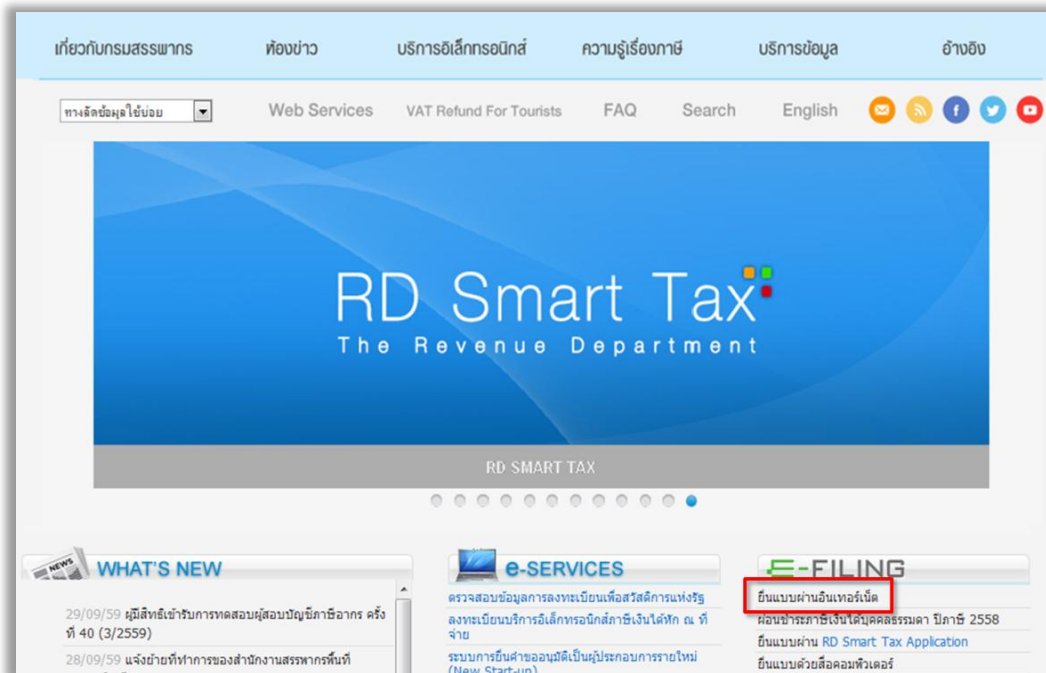 เกี่ยวกับกรมสรรพากร ห้องข่าว บริการอิเล็กทรอนิกส์ ความรู้เรื่องภาษี บริการข้อมูล อ้างอิง
ทางลัดข้อมูลใช้บ่อย Web Services VAT Refund For Tourists FAQ Search English
RD Smart Tax
The Revenue Department
RD SMART TAX
NEWS WHAT'S NEW
29/09/59 ผู้มีสิทธิเข้ารับการทดสอบผู้สอบบัญชีภาษีอากร ครั้ง
ที่ 40 (3/2559)
28/09/59 แจ้งย้ายที่ทำการของสำนักงานสรรพากรพื้นที่
e-SERVICES
ตรวจสอบข้อมูลการลงทะเบียนเพื่อสวัสดิการแห่งรัฐ
ลงทะเบียนบริการอิเล็กทรอนิกส์ภาษีเงินได้หัก ณ ที่
จ่าย
ระบบการยื่นคำขออนุมัติเป็นผู้ประกอบการรายใหม่
(New Start-up)
E-FILING
ยื่นแบบผ่านอินเทอร์เน็ต
ผ่อนชำระภาษีเงินได้บุคคลธรรมดา ปีภาษี 2558
ยื่นแบบผ่าน RD Smart Tax Application
ยื่นแบบด้วยสื่อคอมพิวเตอร์